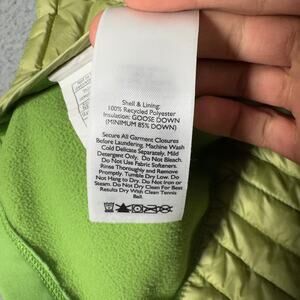 Shell & Lining:
100% Recycled Polyester
Insulation: GOOSE DOWN
(MINIMUM 85% DOWN)
Secure All Garment Closures
Before Laundering. Machine Wash
Cold Delicate Separately. Mild
Detergent Only. Do Not Bleach.
Do Not Use Fabric Softeners.
Rinse Thoroughly and Remove
Promptly. Tumble Dry Low. Do
Not Hang to Dry. Do Not Iron or
Steam. Do Not Dry Clean For Best
Results Dry With Clean Tennis
Ball.